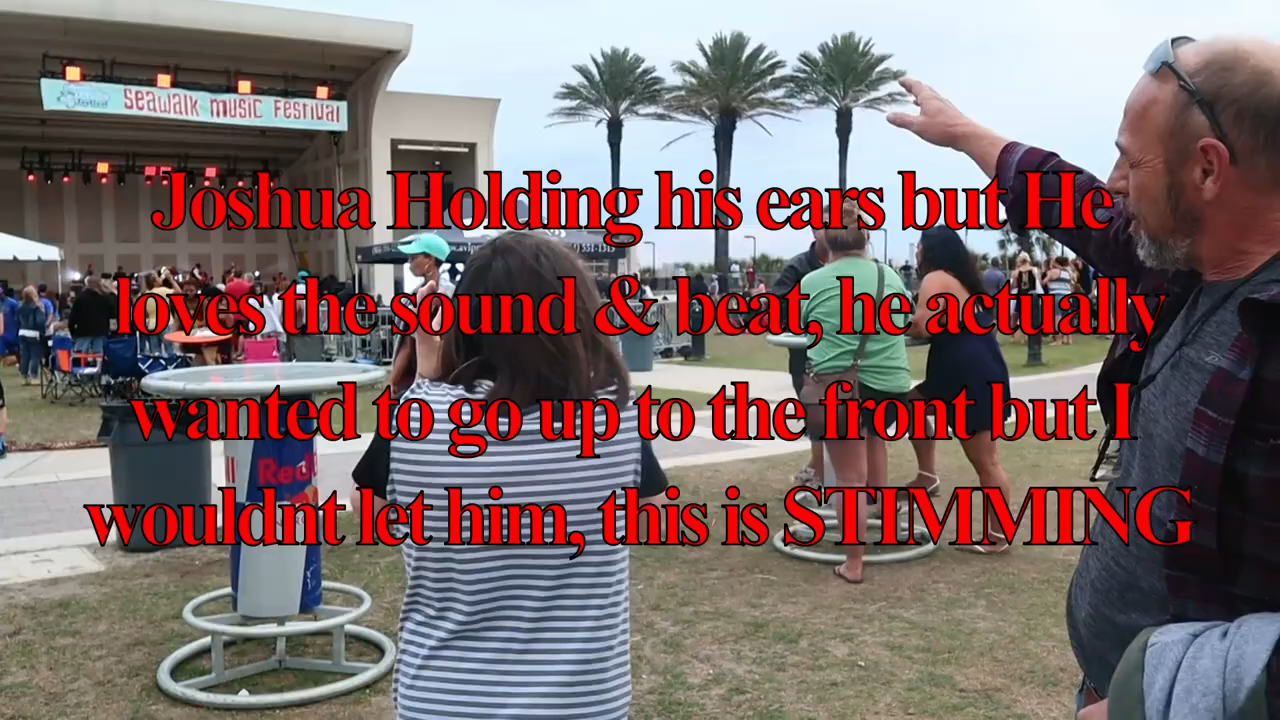 seawalk music Festival
Joshua Holding his ears but He
loves the sound & beat, he actually
wanted to go up to the front but I
wouldnt let him, this is STIMMING
Red